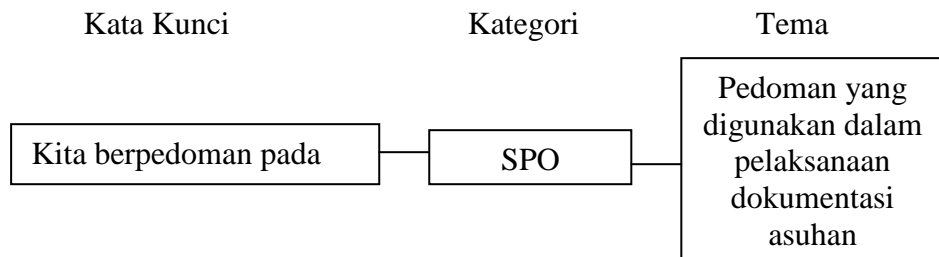 Kata Kunci
Kategori
Tema
Kita berpedoman pada
SPO
Pedoman yang
digunakan dalam
pelaksanaan
dokumentasi
asuhan